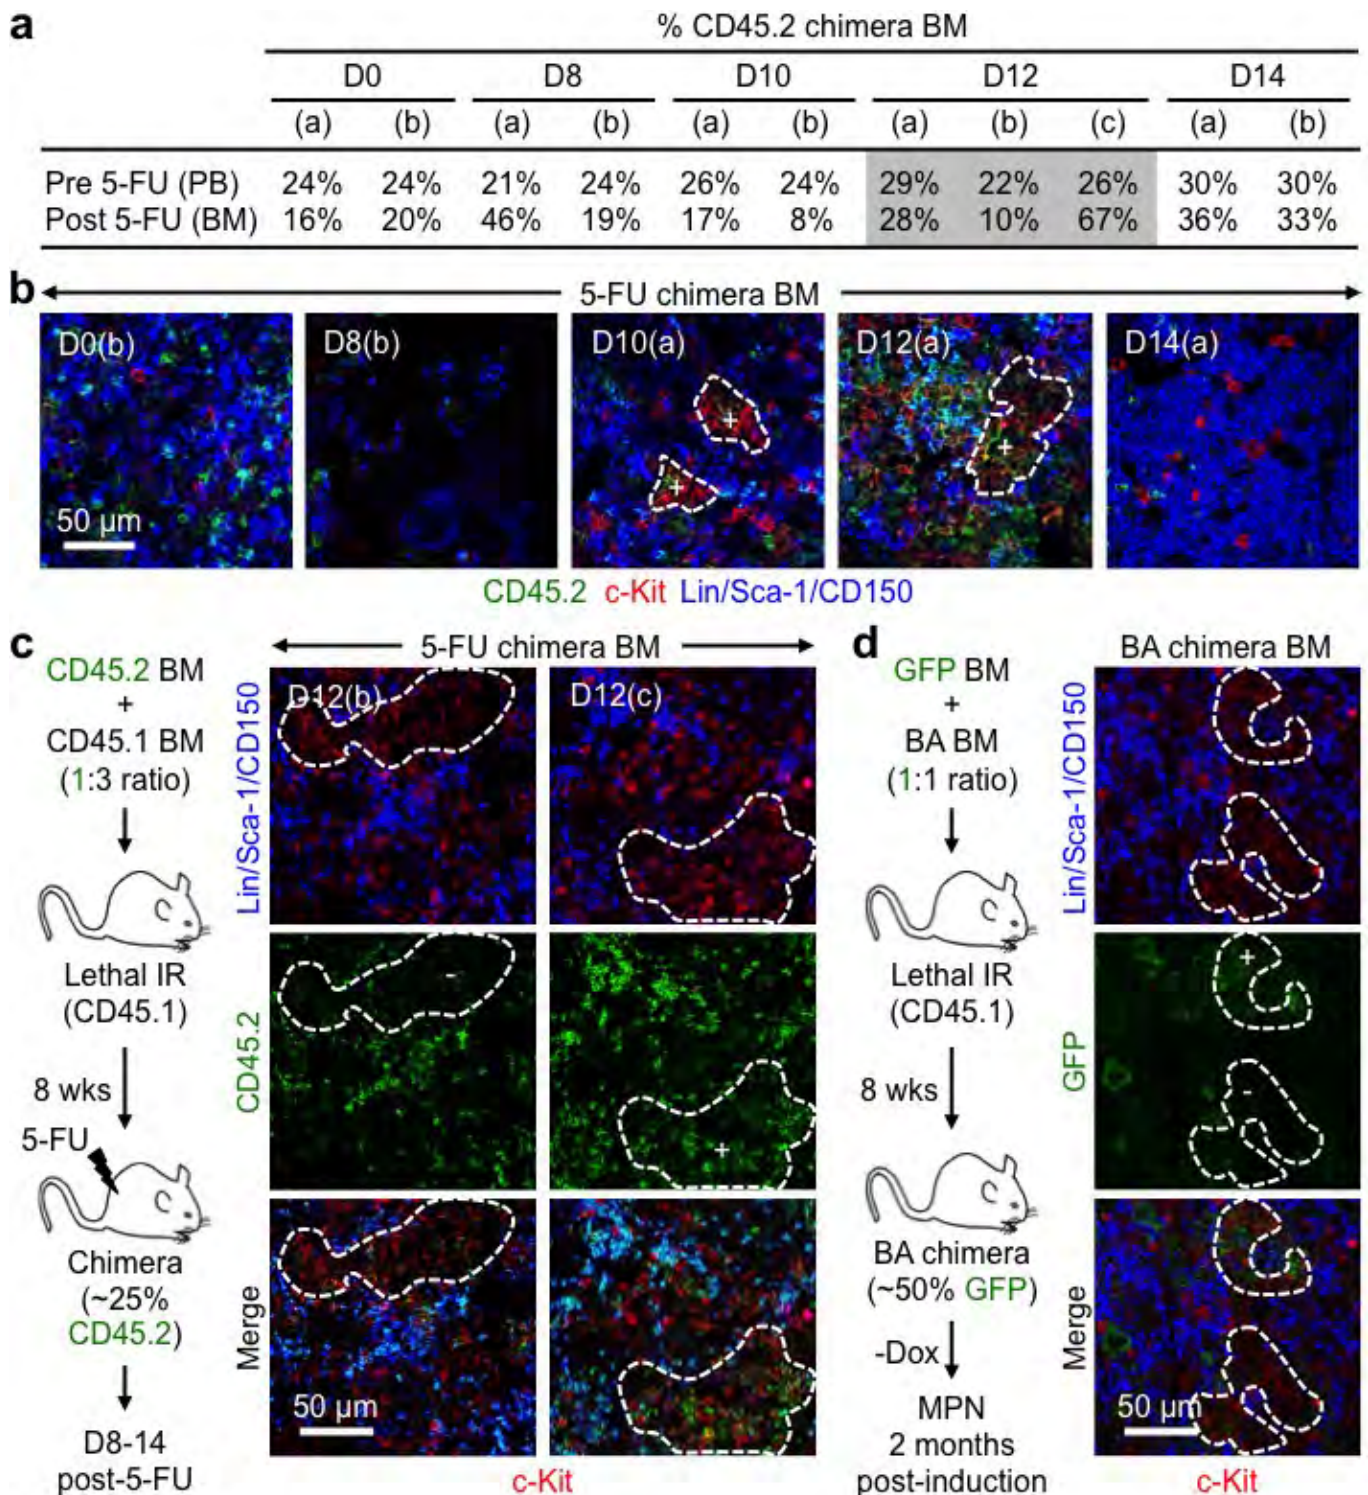 a
% CD45.2 chimera BM
D0 D8 D10 D12 D14
(a) (b) (a) (b) (a) (b) (a) (b) (c) (a) (b)
Pre 5-FU (PB) 24% 24% 21% 24% 26% 24% 29% 22% 26% 30% 30%
Post 5-FU (BM) 16% 20% 46% 19% 17% 8% 28% 10% 67% 36% 33%
b
5-FU chimera BM
D0(b) D8(b) D10(a) D12(a) D14(a)
+
+
+
50 µm
CD45.2 c-Kit Lin/Sca-1/CD150
c
CD45.2 BM
+
CD45.1 BM
(1:3 ratio)
Lethal IR
(CD45.1)
8 wks
5-FU
Chimera
(~25%
CD45.2)
D8-14
post-5-FU
5-FU chimera BM
D12(b) D12(c)
Lin/Sca-1/CD150
CD45.2
-
+
Merge
50 µm
c-Kit
d
GFP BM
+
BA BM
(1:1 ratio)
Lethal IR
(CD45.1)
8 wks
BA chimera
(~50% GFP)
-Dox
MPN
2 months
post-induction
BA chimera BM
Lin/Sca-1/CD150
GFP
+
-
Merge
50 µm
c-Kit